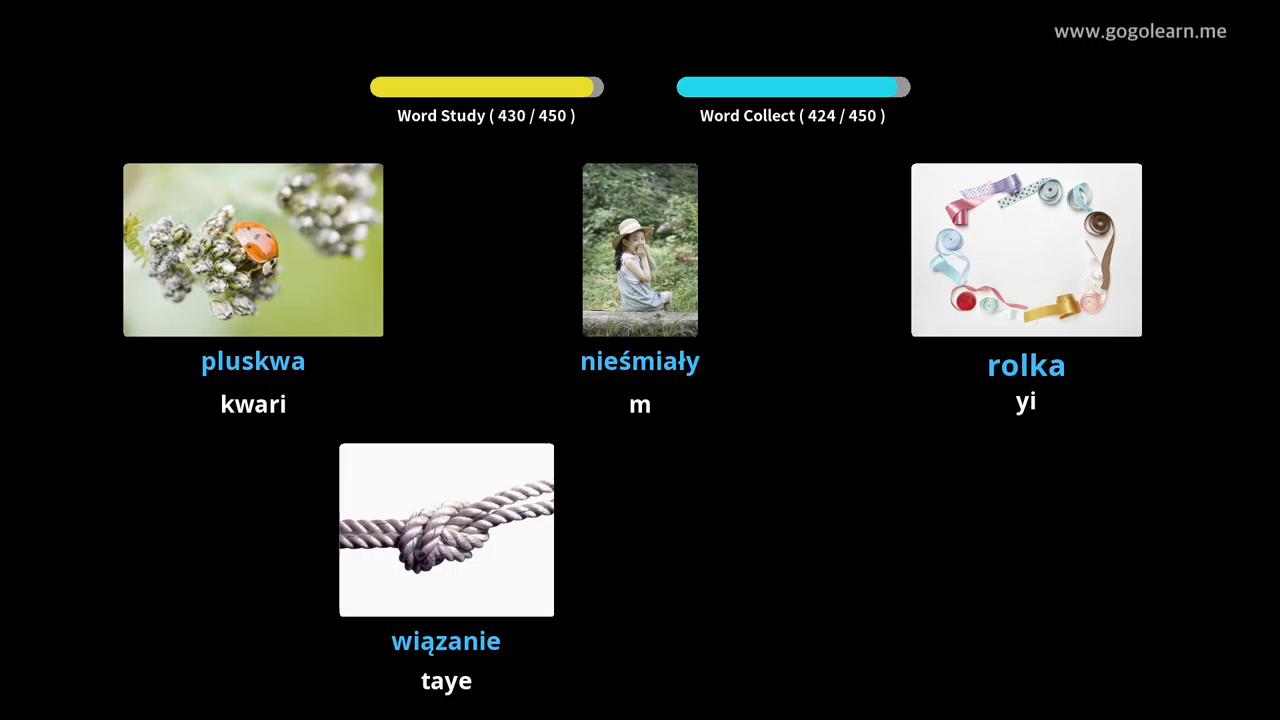 www.gogolearn.me
Word Study ( 430 / 450 )
Word Collect ( 424 / 450 )
pluskwa
kwari
nieśmiały
m
rolka
yi
wiązanie
taye